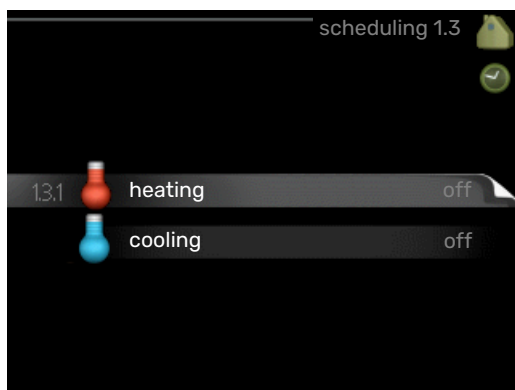 scheduling 1.3
1.3.1 heating off
cooling off